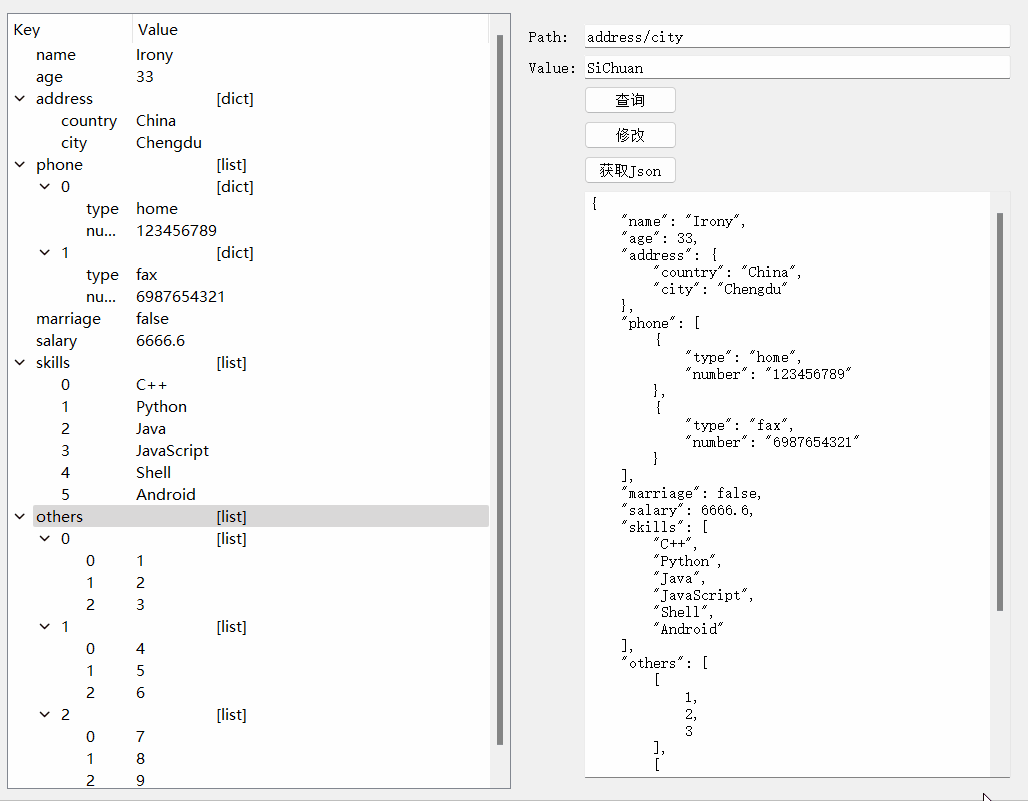 Key Value
name Irony
age 33
address [dict]
country China
city Chengdu
phone [list]
0 [dict]
type home
nu... 123456789
1 [dict]
type fax
nu... 6987654321
marriage false
salary 6666.6
skills [list]
0 C++
1 Python
2 Java
3 JavaScript
4 Shell
5 Android
others [list]
0 [list]
0 1
1 2
2 3
1 [list]
0 4
1 5
2 6
2 [list]
0 7
1 8
2 9
Path: address/city
Value: SiChuan
查询
修改
获取Json
{
"name": "Irony",
"age": 33,
"address": {
"country": "China",
"city": "Chengdu"
},
"phone": [
{
"type": "home",
"number": "123456789"
},
{
"type": "fax",
"number": "6987654321"
}
],
"marriage": false,
"salary": 6666.6,
"skills": [
"C++",
"Python",
"Java",
"JavaScript",
"Shell",
"Android"
],
"others": [
[
1,
2,
3
],
[